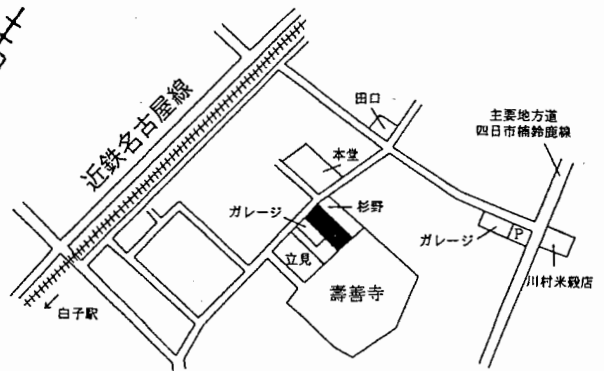 近鉄名古屋線
田口
主要地方道
四日市楠鈴鹿線
本堂
杉野
ガレージ
ガレージ
P
立見
壽善寺
川村米穀店
白子駅